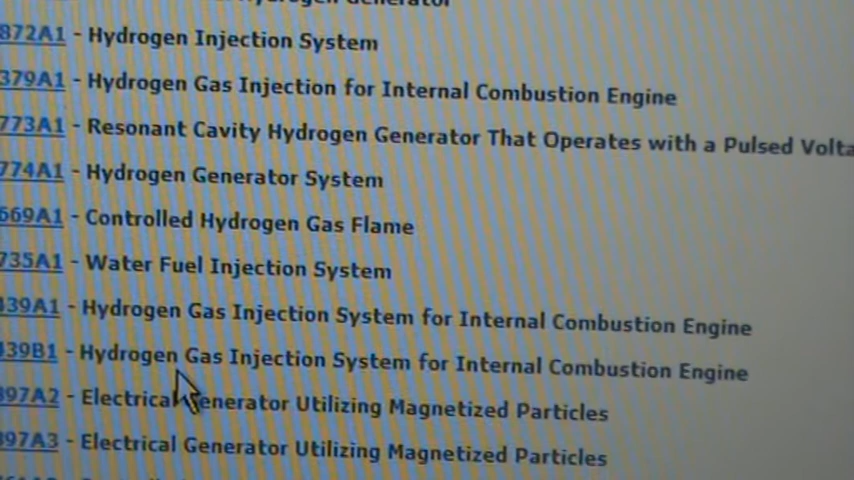 872A1 - Hydrogen Injection System
379A1 - Hydrogen Gas Injection for Internal Combustion Engine
773A1 - Resonant Cavity Hydrogen Generator That Operates with a Pulsed Volta
774A1 - Hydrogen Generator System
669A1 - Controlled Hydrogen Gas Flame
735A1 - Water Fuel Injection System
439A1 - Hydrogen Gas Injection System for Internal Combustion Engine
439B1 - Hydrogen Gas Injection System for Internal Combustion Engine
897A2 - Electrical Generator Utilizing Magnetized Particles
897A3 - Electrical Generator Utilizing Magnetized Particles